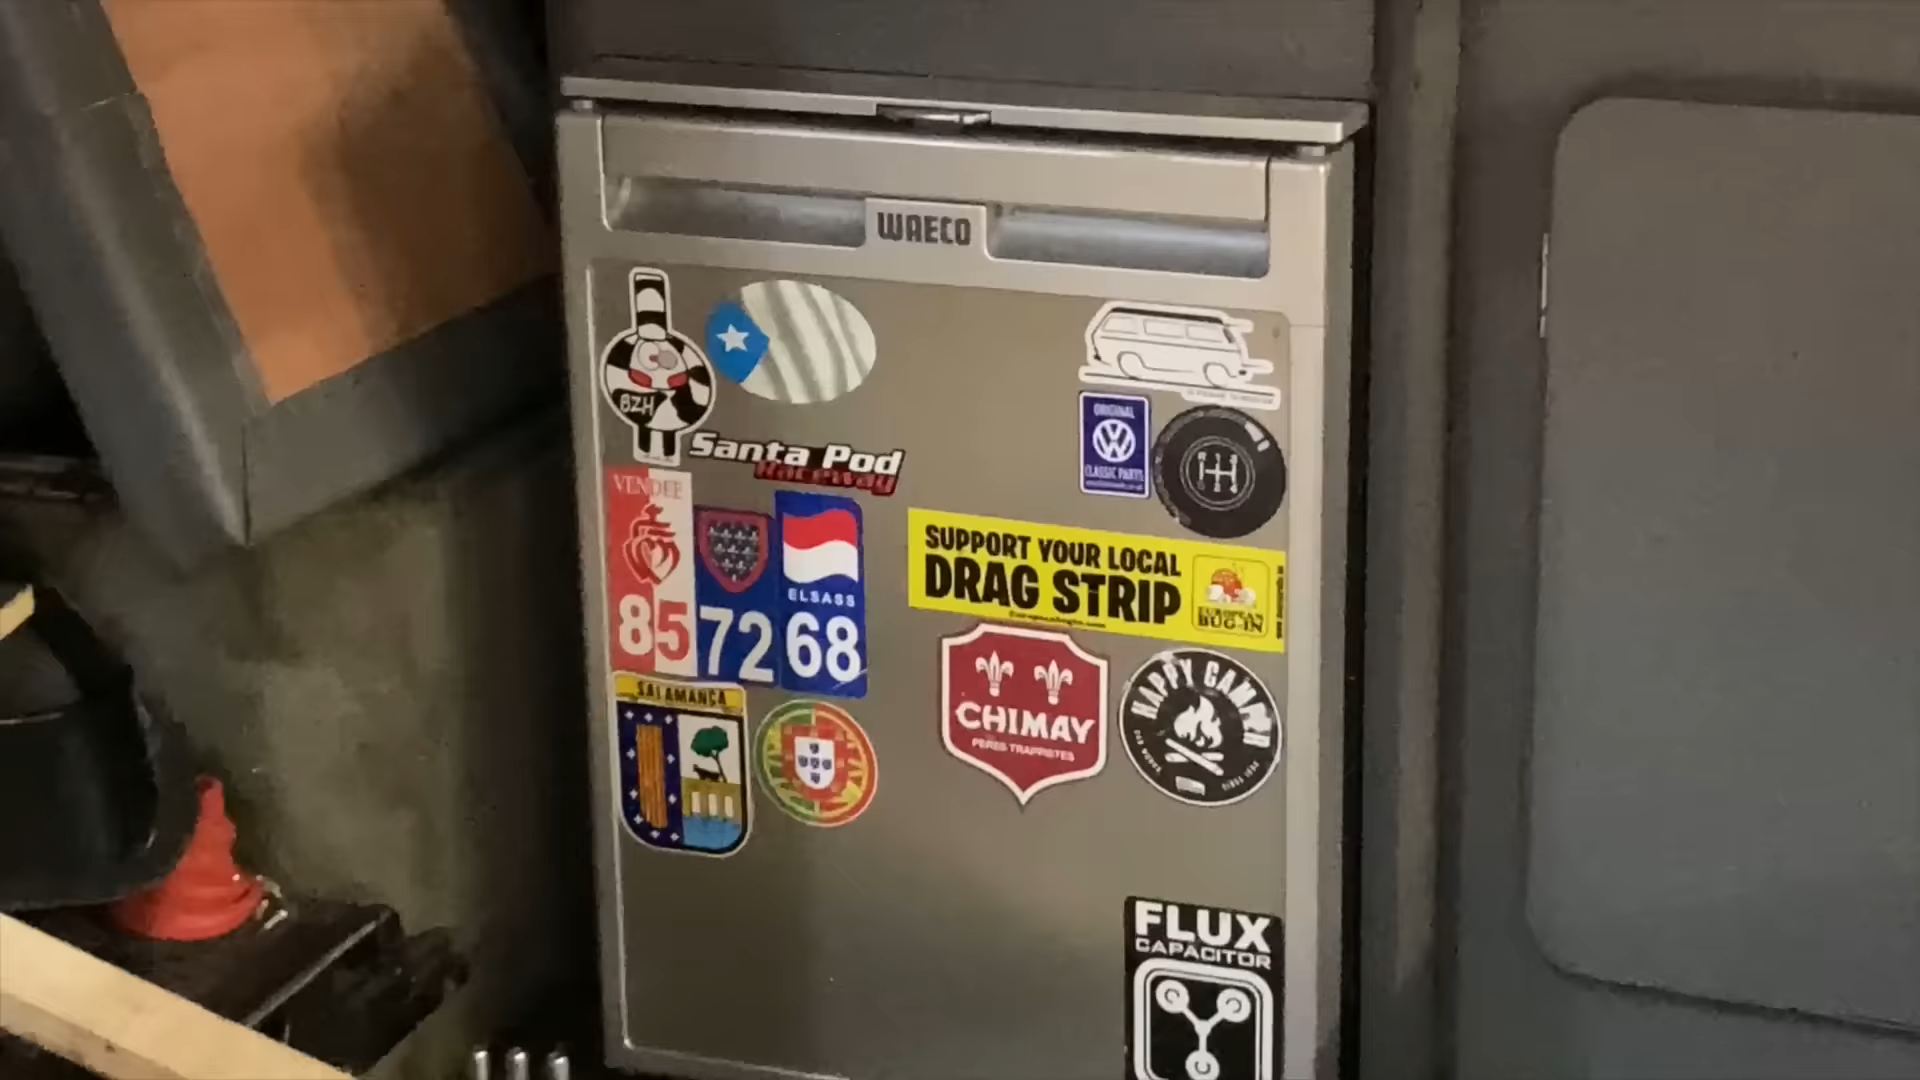 WAECO
BZH
Santa Pod
Raceway
ORIGINAL
CLASSIC PARTS
VENDEE
85
72
ELSASS
68
SUPPORT YOUR LOCAL
DRAG STRIP
EUROPEAN
BUG-IN
SALAMANCA
CHIMAY
PERES TRAPPISTES
HAPPY CAMPER
FLUX
CAPACITOR